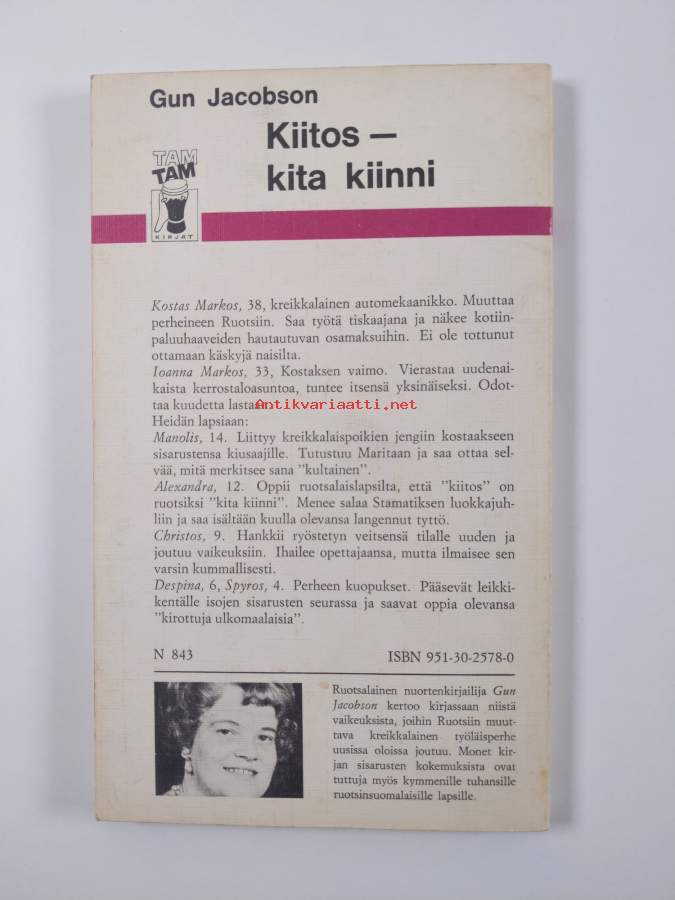 Gun Jacobson
Kiitos —
kita kiinni
TAM
TAM
KIRJAT
Kostas Markos, 38, kreikkalainen automekaanikko. Muuttaa
perheineen Ruotsiin. Saa työtä tiskaajana ja näkee kotiin-
paluuhaaveiden hautautuvan osamaksuihin. Ei ole tottunut
ottamaan käskyjä naisilta.
Ioanna Markos, 33, Kostaksen vaimo. Vierastaa uudenai-
kaista kerrostaloasuntoa, tuntee itsensä yksinäiseksi. Odot-
taa kuudetta lastaan.
Antikvariaatti.net
Heidän lapsiaan:
Manolis, 14. Liittyy kreikkalaispoikien jengiin kostaakseen
sisarustensa kiusaajille. Tutustuu Maritaan ja saa ottaa sel-
vää, mitä merkitsee sana ”kultainen”.
Alexandra, 12. Oppii ruotsalaislapsilta, että ”kiitos” on
ruotsiksi ”kita kiinni”. Menee salaa Stamatiksen luokkajuh-
liin ja saa isältään kuulla olevansa langennut tyttö.
Christos, 9. Hankkii ryöstetyn veitsensä tilalle uuden ja
joutuu vaikeuksiin. Ihailee opettajaansa, mutta ilmaisee sen
varsin kummallisesti.
Despina, 6, Spyros, 4. Perheen kuopukset. Pääsevät leikki-
kentälle isojen sisarusten seurassa ja saavat oppia olevansa
”kirottuja ulkomaalaisia”.
N 843
ISBN 951-30-2578-0
Ruotsalainen nuortenkirjailija Gun
Jacobson kertoo kirjassaan niistä
vaikeuksista, joihin Ruotsiin muut-
tava kreikkalainen työläisperhe
uusissa oloissa joutuu. Monet kir-
jan sisarusten kokemuksista ovat
tuttuja myös kymmenille tuhansille
ruotsinsuomalaisille lapsille.